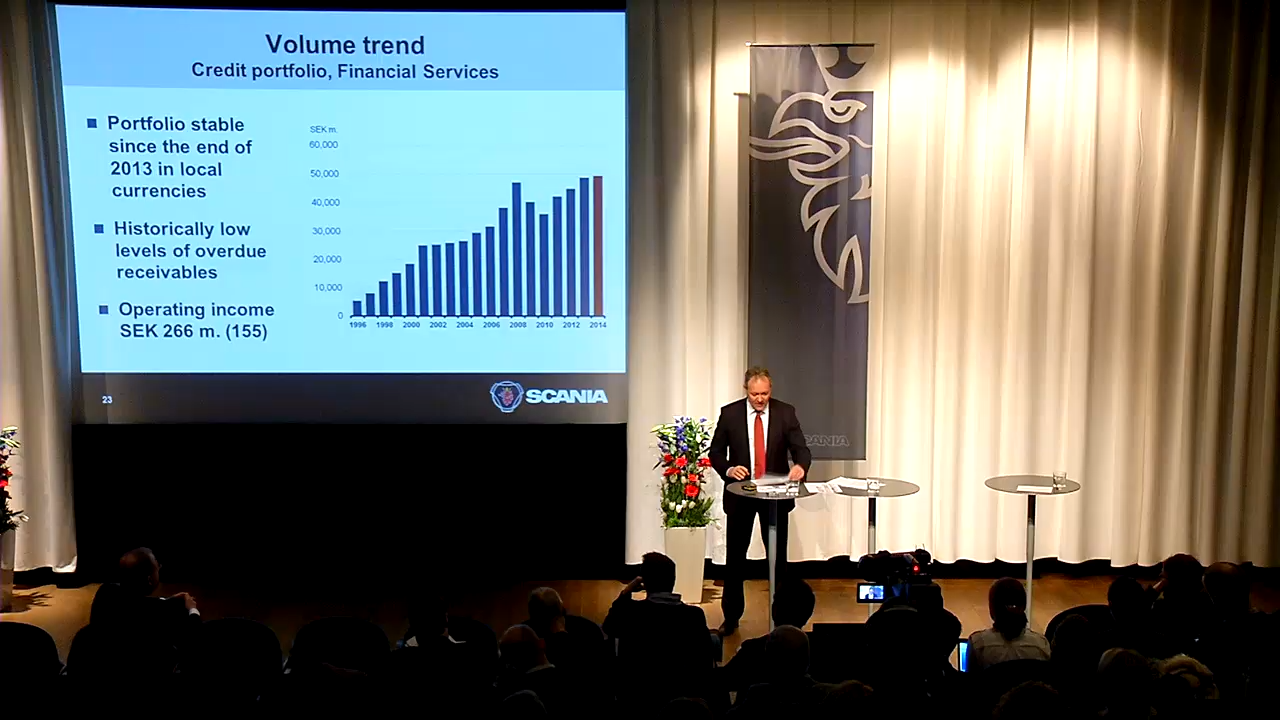 Volume trend
Credit portfolio, Financial Services
Portfolio stable
since the end of
2013 in local
currencies
Historically low
levels of overdue
receivables
Operating income
SEK 266 m. (155)
SEK m.
60,000
50,000
40,000
30,000
20,000
10,000
0
1996 1998 2000 2002 2004 2006 2008 2010 2012 2014
23
SCANIA
CANIA